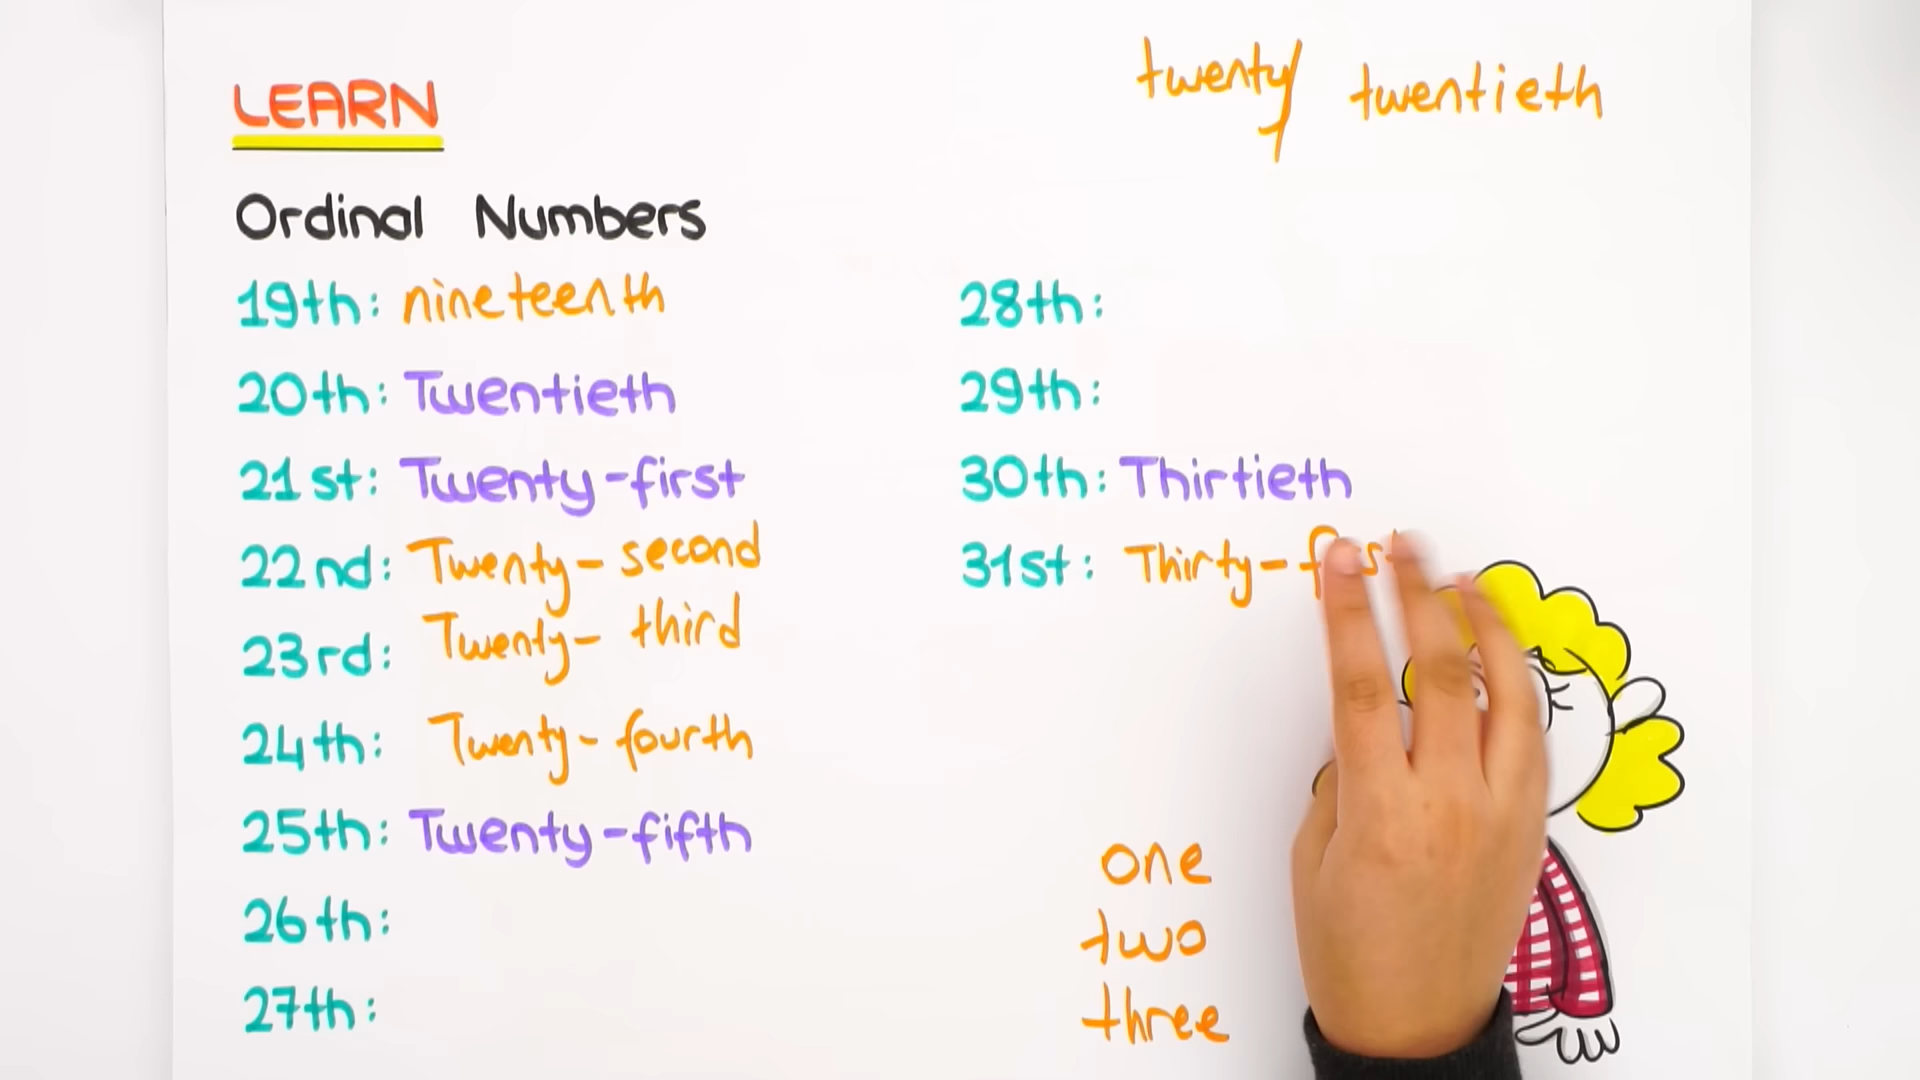 LEARN
twenty twentieth
y
Ordinal Numbers
19th: nineteenth
20th: Twentieth
21st: Twenty-first
22nd: Twenty-second
23rd: Twenty-third
24th: Twenty-fourth
25th: Twenty-fifth
26th:
27th:
28th:
29th:
30th: Thirtieth
31st: Thirty-
one
two
three